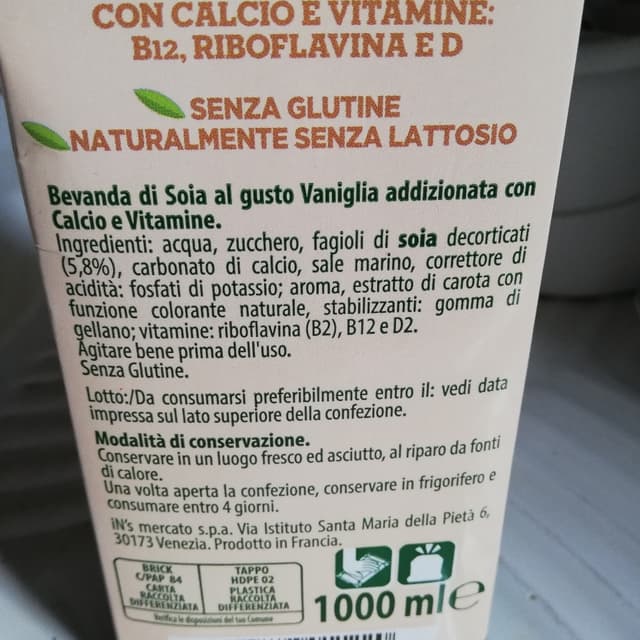 CON CALCIO E VITAMINE:
B12, RIBOFLAVINA E D
SENZA GLUTINE
NATURALMENTE SENZA LATTOSIO
Bevanda di Soia al gusto Vaniglia addizionata con
Calcio e Vitamine.
Ingredienti: acqua, zucchero, fagioli di soia decorticati
(5,8%), carbonato di calcio, sale marino, correttore di
acidità: fosfati di potassio; aroma, estratto di carota con
funzione colorante naturale, stabilizzanti: gomma di
gellano; vitamine: riboflavina (B2), B12 e D2.
Agitare bene prima dell'uso.
Senza Glutine.
Lotto:/Da consumarsi preferibilmente entro il: vedi data
impressa sul lato superiore della confezione.
Modalità di conservazione.
Conservare in un luogo fresco ed asciutto, al riparo da fonti
di calore.
Una volta aperta la confezione, conservare in frigorifero e
consumare entro 4 giorni.
iN's mercato s.p.a. Via Istituto Santa Maria della Pietà 6,
30173 Venezia. Prodotto in Francia.
BRICK
C/PAP 84
CARTA
RACCOLTA
DIFFERENZIATA
TAPPO
HDPE 02
PLASTICA
RACCOLTA
DIFFERENZIATA
Verifica le disposizioni del tuo Comune
1000 ml e